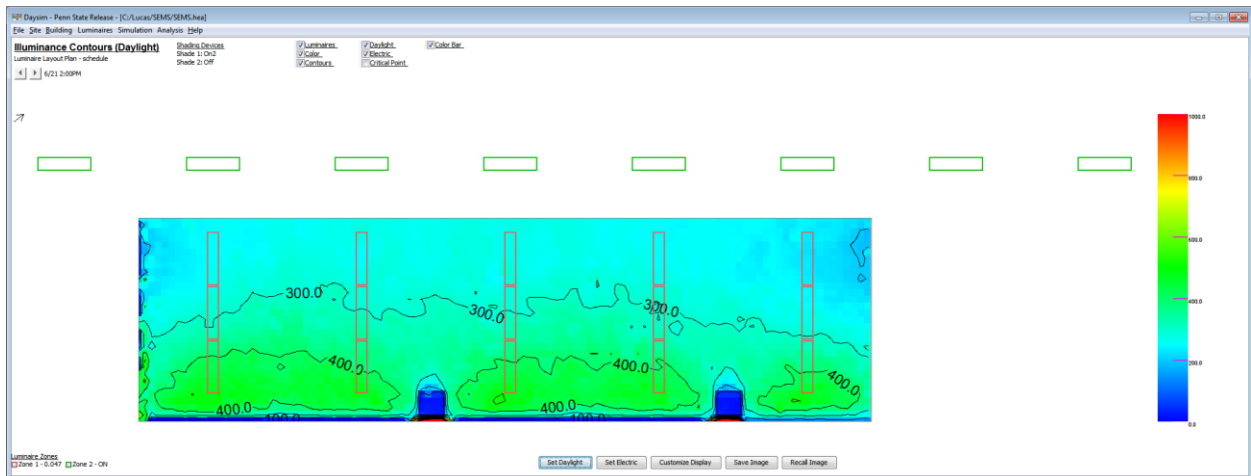 Daysim - Penn State Release - [C:/Lucas/SEMS/SEMS.hea]
File Site Building Luminaires Simulation Analysis Help
Illuminance Contours (Daylight)
Luminaire Layout Plan - schedule
6/21 2:00PM
Shading Devices
Shade 1: On2
Shade 2: Off
Luminaires
Color
Contours
Daylight
Electric
Critical Point
Color Bar
1000.0
800.0
600.0
400.0
200.0
0.0
300.0
300.0
300.0
400.0
400.0
400.0
400.0
400.0
100.0
100.0
Luminaire Zones
Zone 1 - 0.047 Zone 2 - ON
Set Daylight Set Electric Customize Display Save Image Recall Image